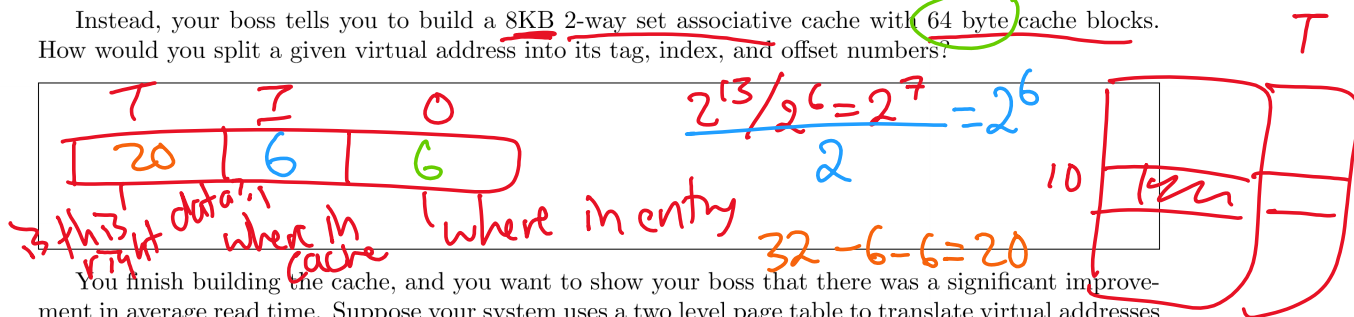 Instead, your boss tells you to build a 8KB 2-way set associative cache with 64 byte cache blocks.
How would you split a given virtual address into its tag, index, and offset numbers?
T
T I O
20 6 6
2^13/2^6 = 2^7 = 2^6
2
10
is this right data?
where in cache
where in entry
32 - 6 - 6 = 20
You finish building the cache, and you want to show your boss that there was a significant improve-
ment in average read time. Suppose your system uses a two level page table to translate virtual addresses